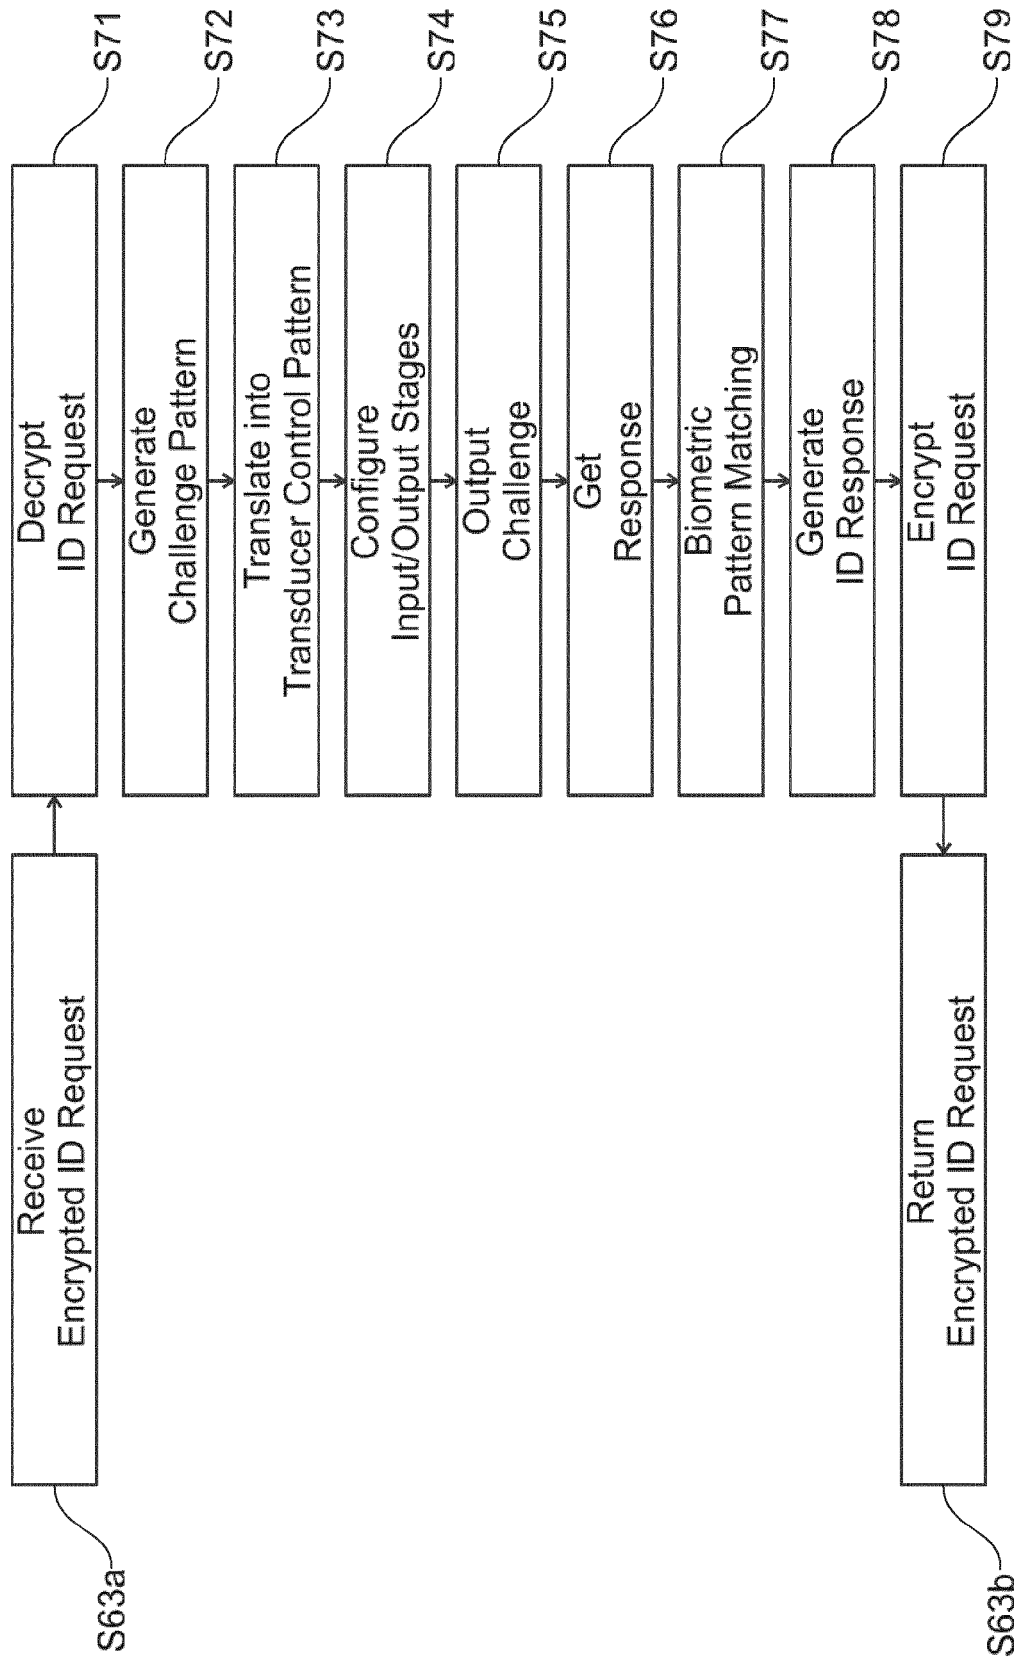 Receive
Encrypted ID Request
S63a
Decrypt
ID Request
S71
Generate
Challenge Pattern
S72
Translate into
Transducer Control Pattern
S73
Configure
Input/Output Stages
S74
Output
Challenge
S75
Get
Response
S76
Biometric
Pattern Matching
S77
Generate
ID Response
S78
Encrypt
ID Request
S79
Return
Encrypted ID Request
S63b